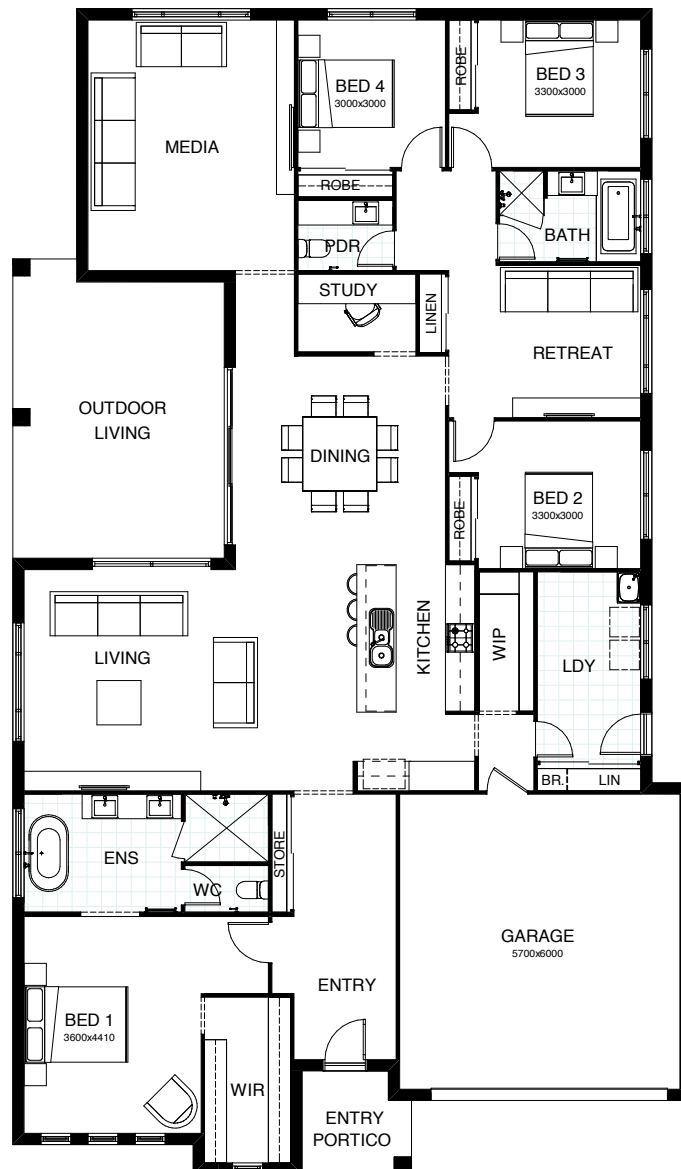 BED 4
3000x3000
ROBE
BED 3
3300x3000
MEDIA
ROBE
PDR
BATH
STUDY
LINEN
RETREAT
OUTDOOR
LIVING
DINING
BED 2
3300x3000
ROBE
KITCHEN
WIP
LDY
LIVING
BR.
LIN
ENS
WC
STORE
GARAGE
5700x6000
ENTRY
BED 1
3600x4410
WIR
ENTRY
PORTICO